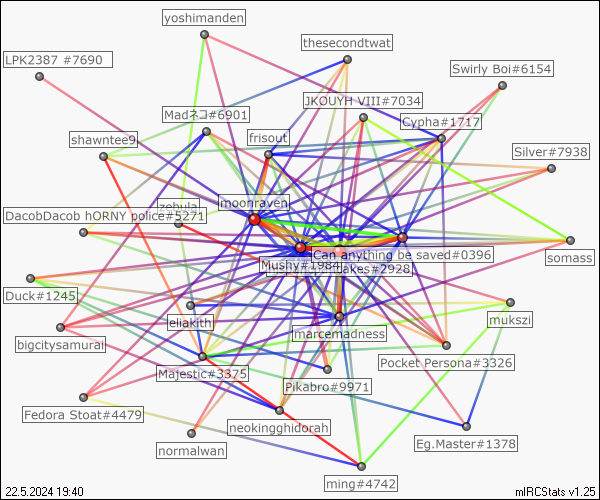 yoshimanden
thesecondtwat
LPK2387 #7690
Swirly Boi#6154
JKOUYH VIII#7034
Madネコ#6901
Cypha#1717
shawntee9
frisout
Silver#7938
moonraven
zebula
DacobDacob hORNY police#5271
somass
Can anything be saved#0396
Mushy#1984
akes#2928
Duck#1245
mukszi
eliakith
marcemadness
bigcitysamurai
Pocket Persona#3326
Majestic#3375
Pikabro#9971
Fedora Stoat#4479
neokingghidorah
Eg.Master#1378
normalwan
ming#4742
22.5.2024 19:40
mIRCStats v1.25